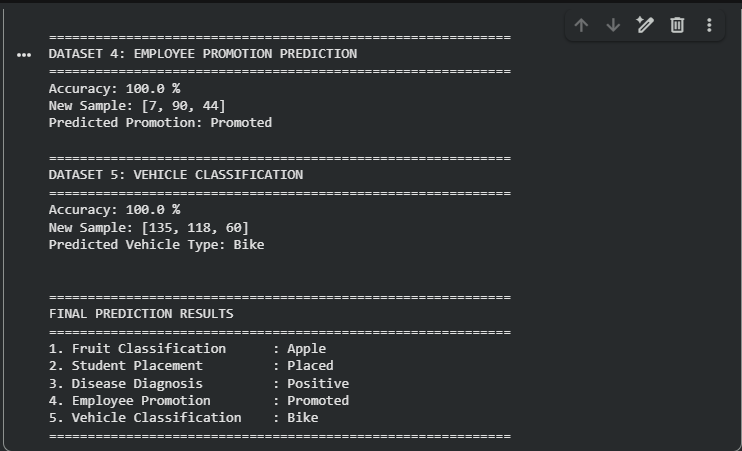 ============================================================
DATASET 4: EMPLOYEE PROMOTION PREDICTION
============================================================
Accuracy: 100.0 %
New Sample: [7, 90, 44]
Predicted Promotion: Promoted
============================================================
DATASET 5: VEHICLE CLASSIFICATION
============================================================
Accuracy: 100.0 %
New Sample: [135, 118, 60]
Predicted Vehicle Type: Bike
============================================================
FINAL PREDICTION RESULTS
============================================================
1. Fruit Classification      : Apple
2. Student Placement         : Placed
3. Disease Diagnosis         : Positive
4. Employee Promotion        : Promoted
5. Vehicle Classification    : Bike
============================================================